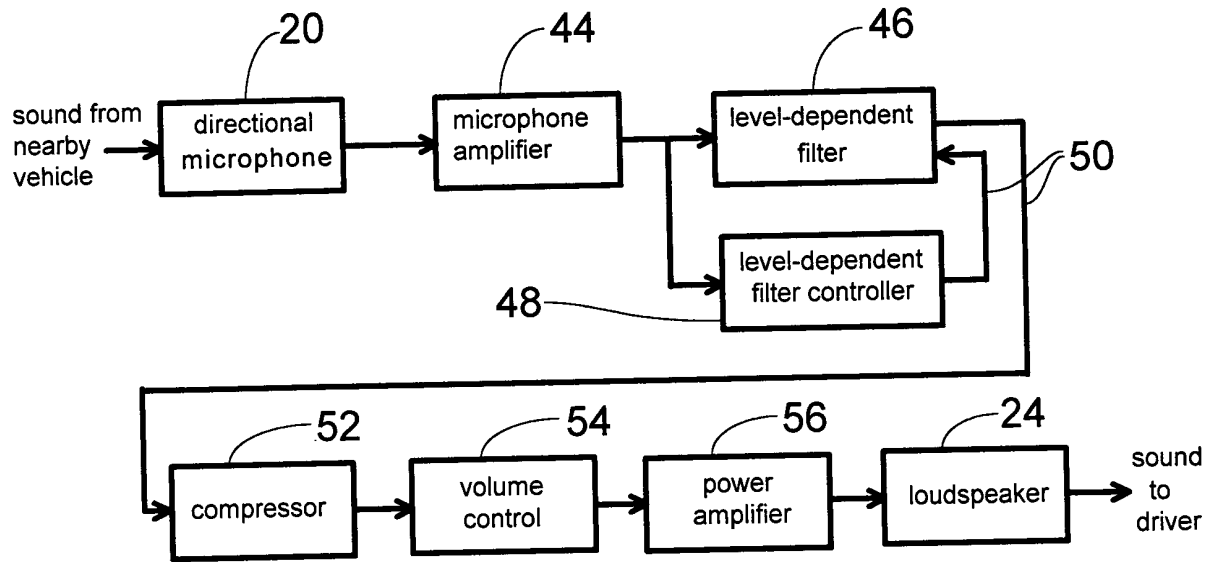 20
44
46
sound from
nearby
vehicle
directional
microphone
microphone
amplifier
level-dependent
filter
50
level-dependent
filter controller
48
52
54
56
24
compressor
volume
control
power
amplifier
loudspeaker
sound
to
driver